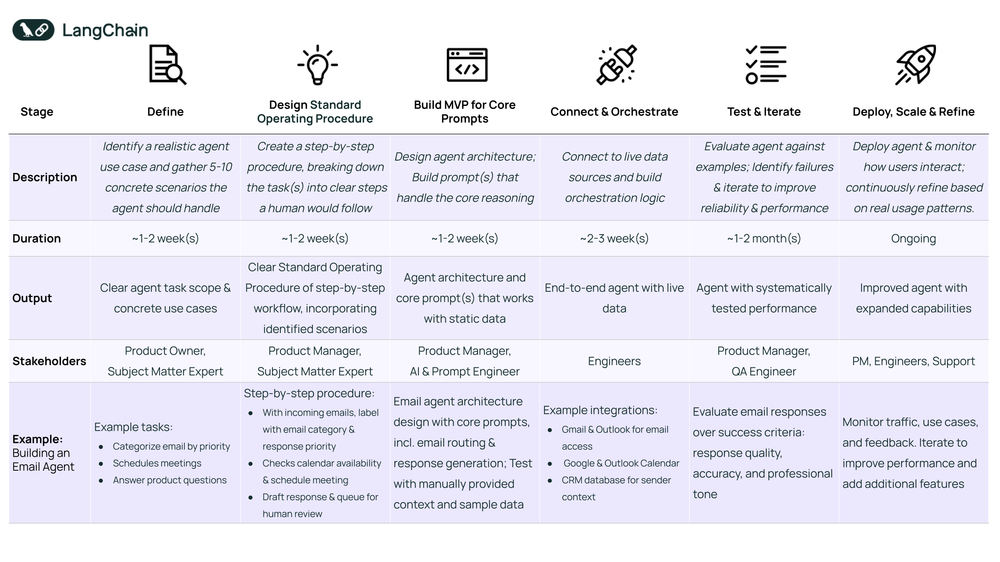 LangChain
Stage
Define
Design Standard
Operating Procedure
Build MVP for Core
Prompts
Connect & Orchestrate
Test & Iterate
Deploy, Scale & Refine
Description
Identify a realistic agent
use case and gather 5-10
concrete scenarios the
agent should handle
Create a step-by-step
procedure, breaking down
the task(s) into clear steps
a human would follow
Design agent architecture;
Build prompt(s) that
handle the core reasoning
Connect to live data
sources and build
orchestration logic
Evaluate agent against
examples; Identify failures
& iterate to improve
reliability & performance
Deploy agent & monitor
how users interact;
continuously refine based
on real usage patterns.
Duration
~1-2 week(s)
~1-2 week(s)
~1-2 week(s)
~2-3 week(s)
~1-2 month(s)
Ongoing
Output
Clear agent task scope &
concrete use cases
Clear Standard Operating
Procedure of step-by-step
workflow, incorporating
identified scenarios
Agent architecture and
core prompt(s) that works
with static data
End-to-end agent with live
data
Agent with systematically
tested performance
Improved agent with
expanded capabilities
Stakeholders
Product Owner,
Subject Matter Expert
Product Manager,
Subject Matter Expert
Product Manager,
AI & Prompt Engineer
Engineers
Product Manager,
QA Engineer
PM, Engineers, Support
Example:
Building an
Email Agent
Example tasks:
● Categorize email by priority
● Schedules meetings
● Answer product questions
Step-by-step procedure:
● With incoming emails, label
with email category &
response priority
● Checks calendar availability
& schedule meeting
● Draft response & queue for
human review
Email agent architecture
design with core prompts,
incl. email routing &
response generation; Test
with manually provided
context and sample data
Example integrations:
● Gmail & Outlook for email
access
● Google & Outlook Calendar
● CRM database for sender
context
Evaluate email responses
over success criteria:
response quality,
accuracy, and professional
tone
Monitor traffic, use cases,
and feedback. Iterate to
improve performance and
add additional features